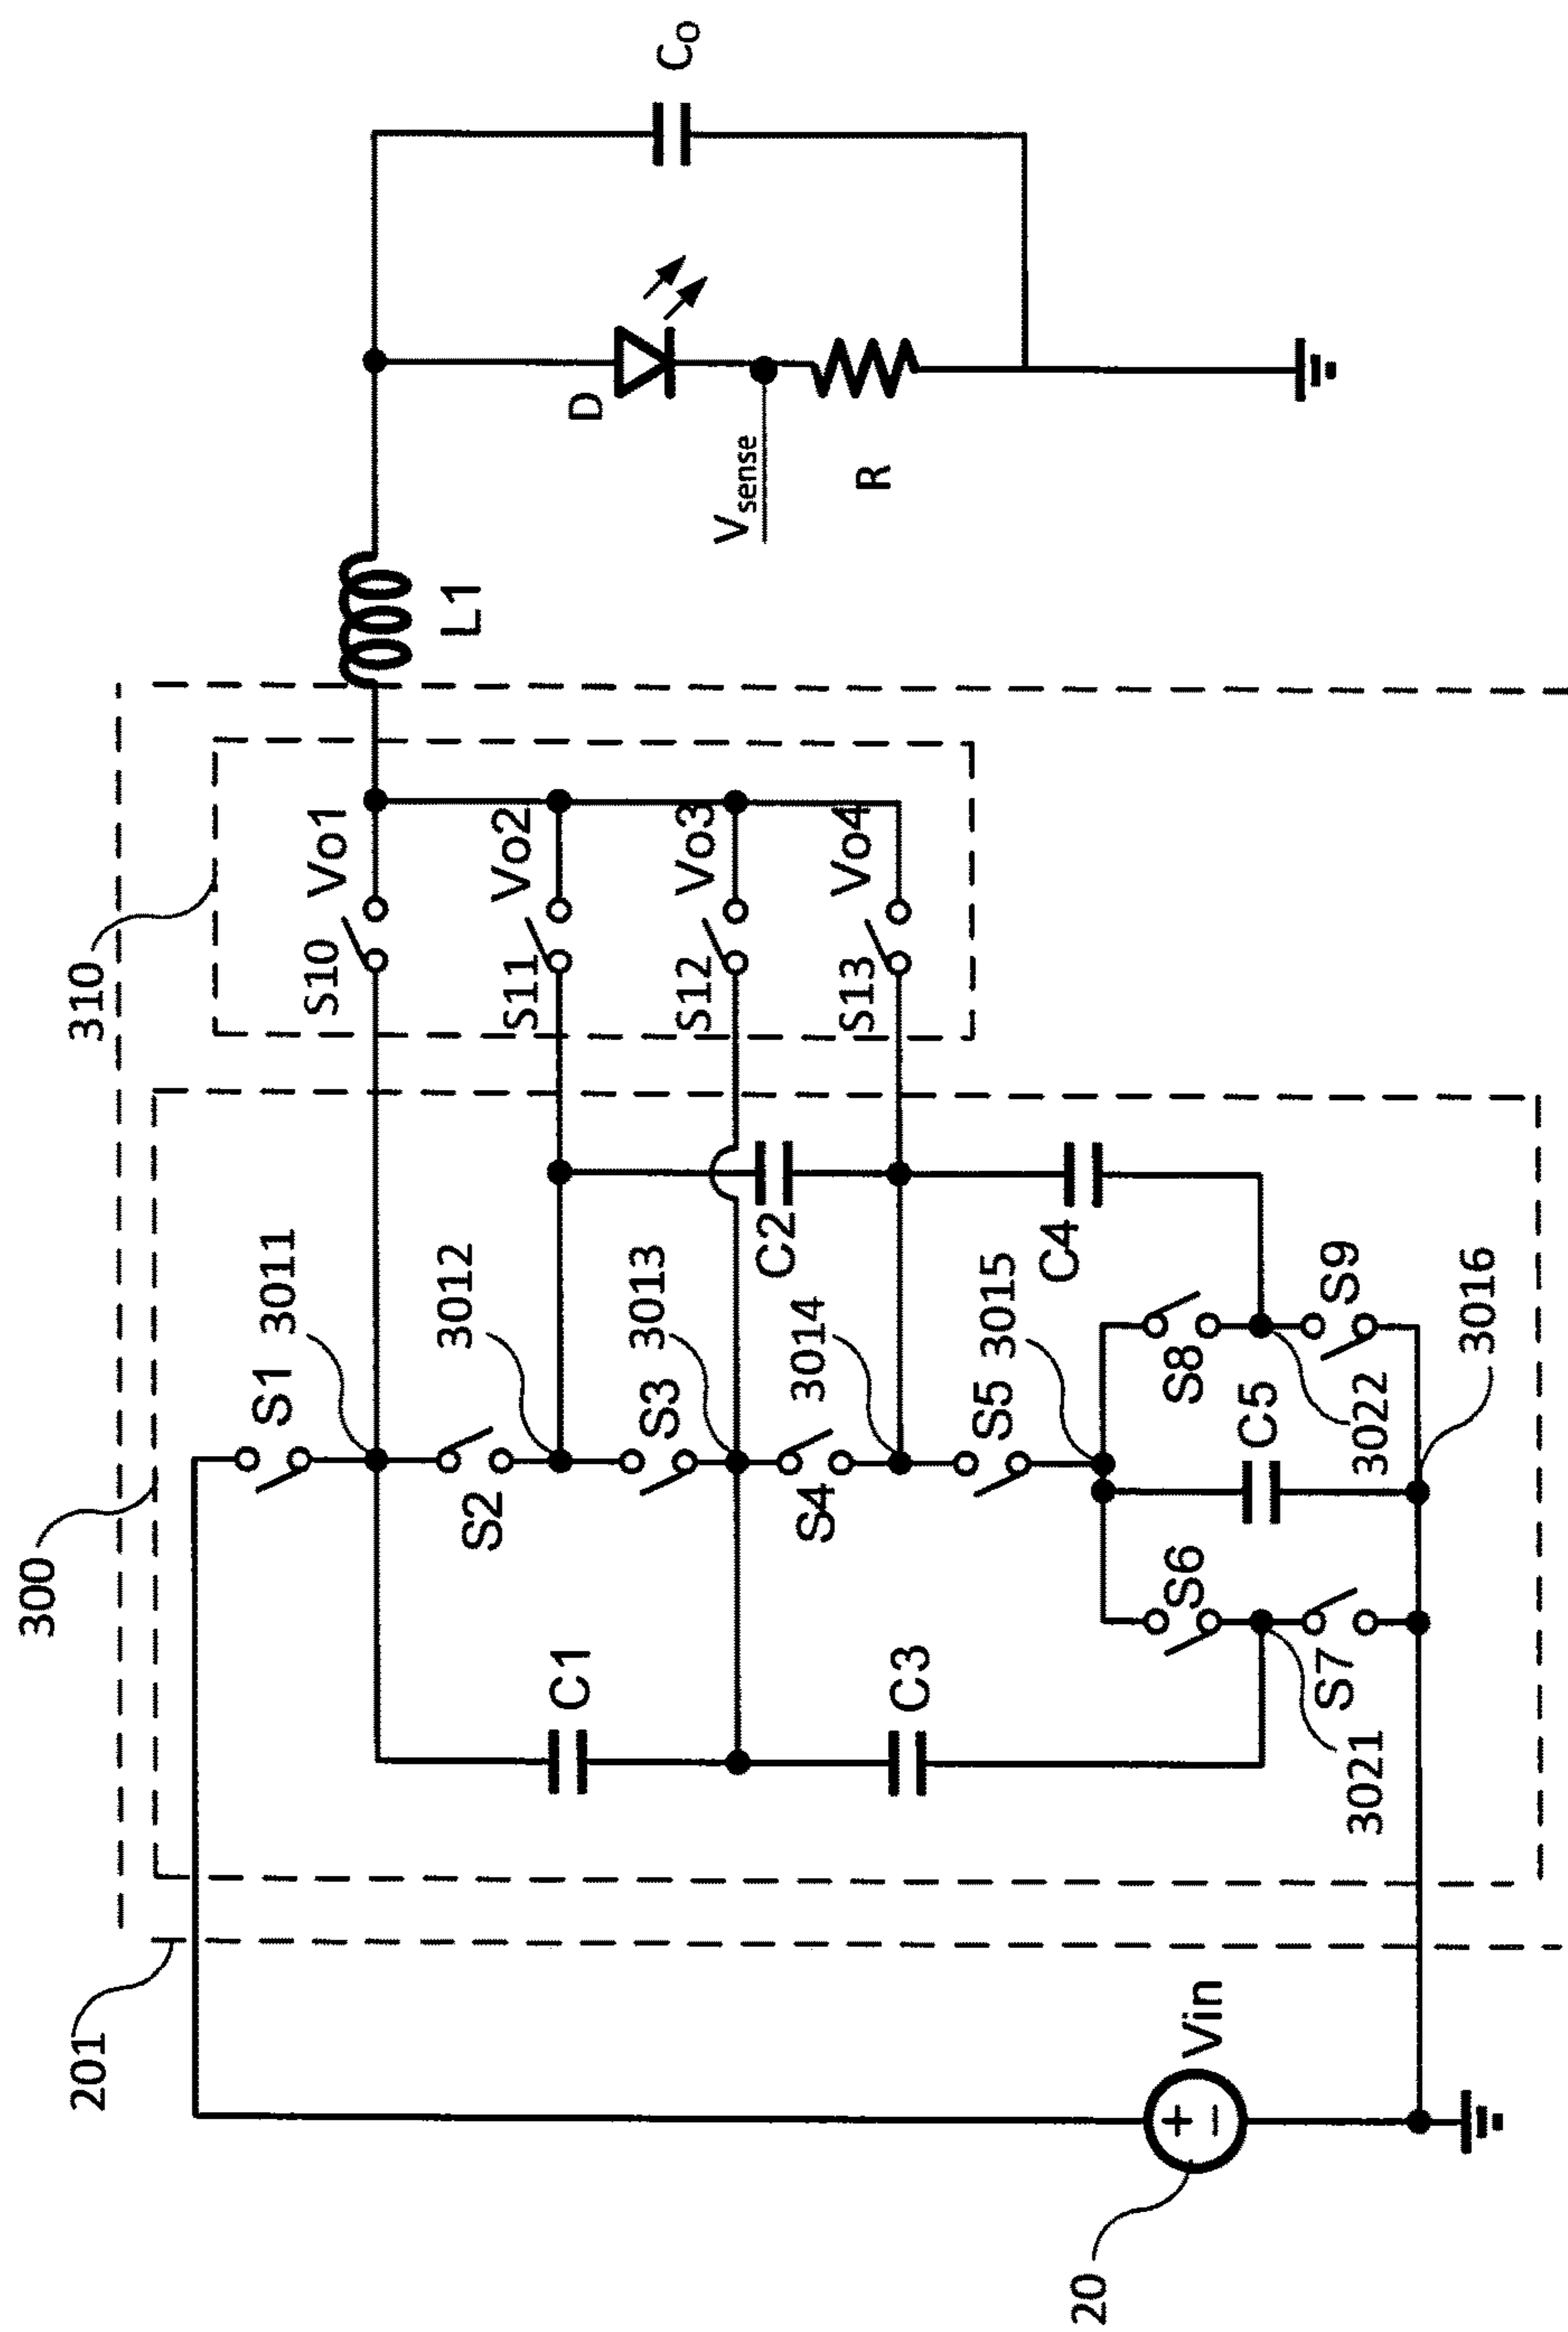 201
300
310
20
Vin
S1
3011
S2
3012
S3
3013
S4
3014
S5
3015
C1
C3
S6
S7
3021
C5
S8
S9
3022
3016
C2
C4
S10
Vo1
S11
Vo2
S12
Vo3
S13
Vo4
L1
D
Vsense
R
CO